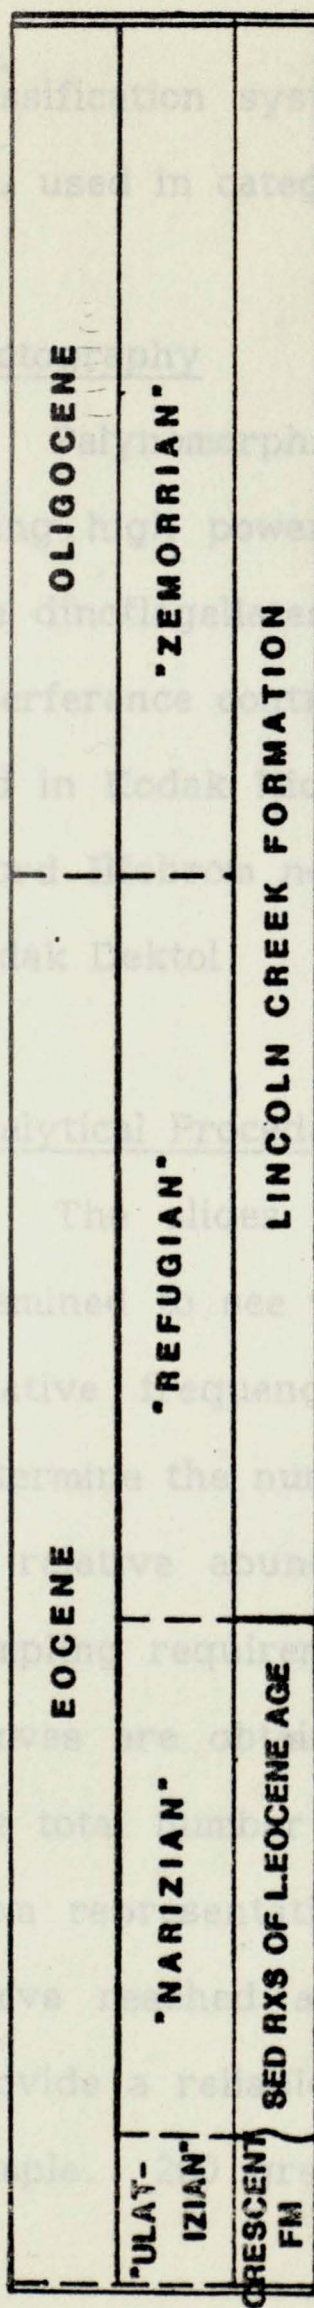 OLIGOCENE
EOCENE
"ZEMORRIAN"
"REFUGIAN"
"NARIZIAN"
"ULAT-
IZIAN"
LINCOLN CREEK FORMATION
SED RXS OF L.EOCENE AGE
CRESCENT
FM